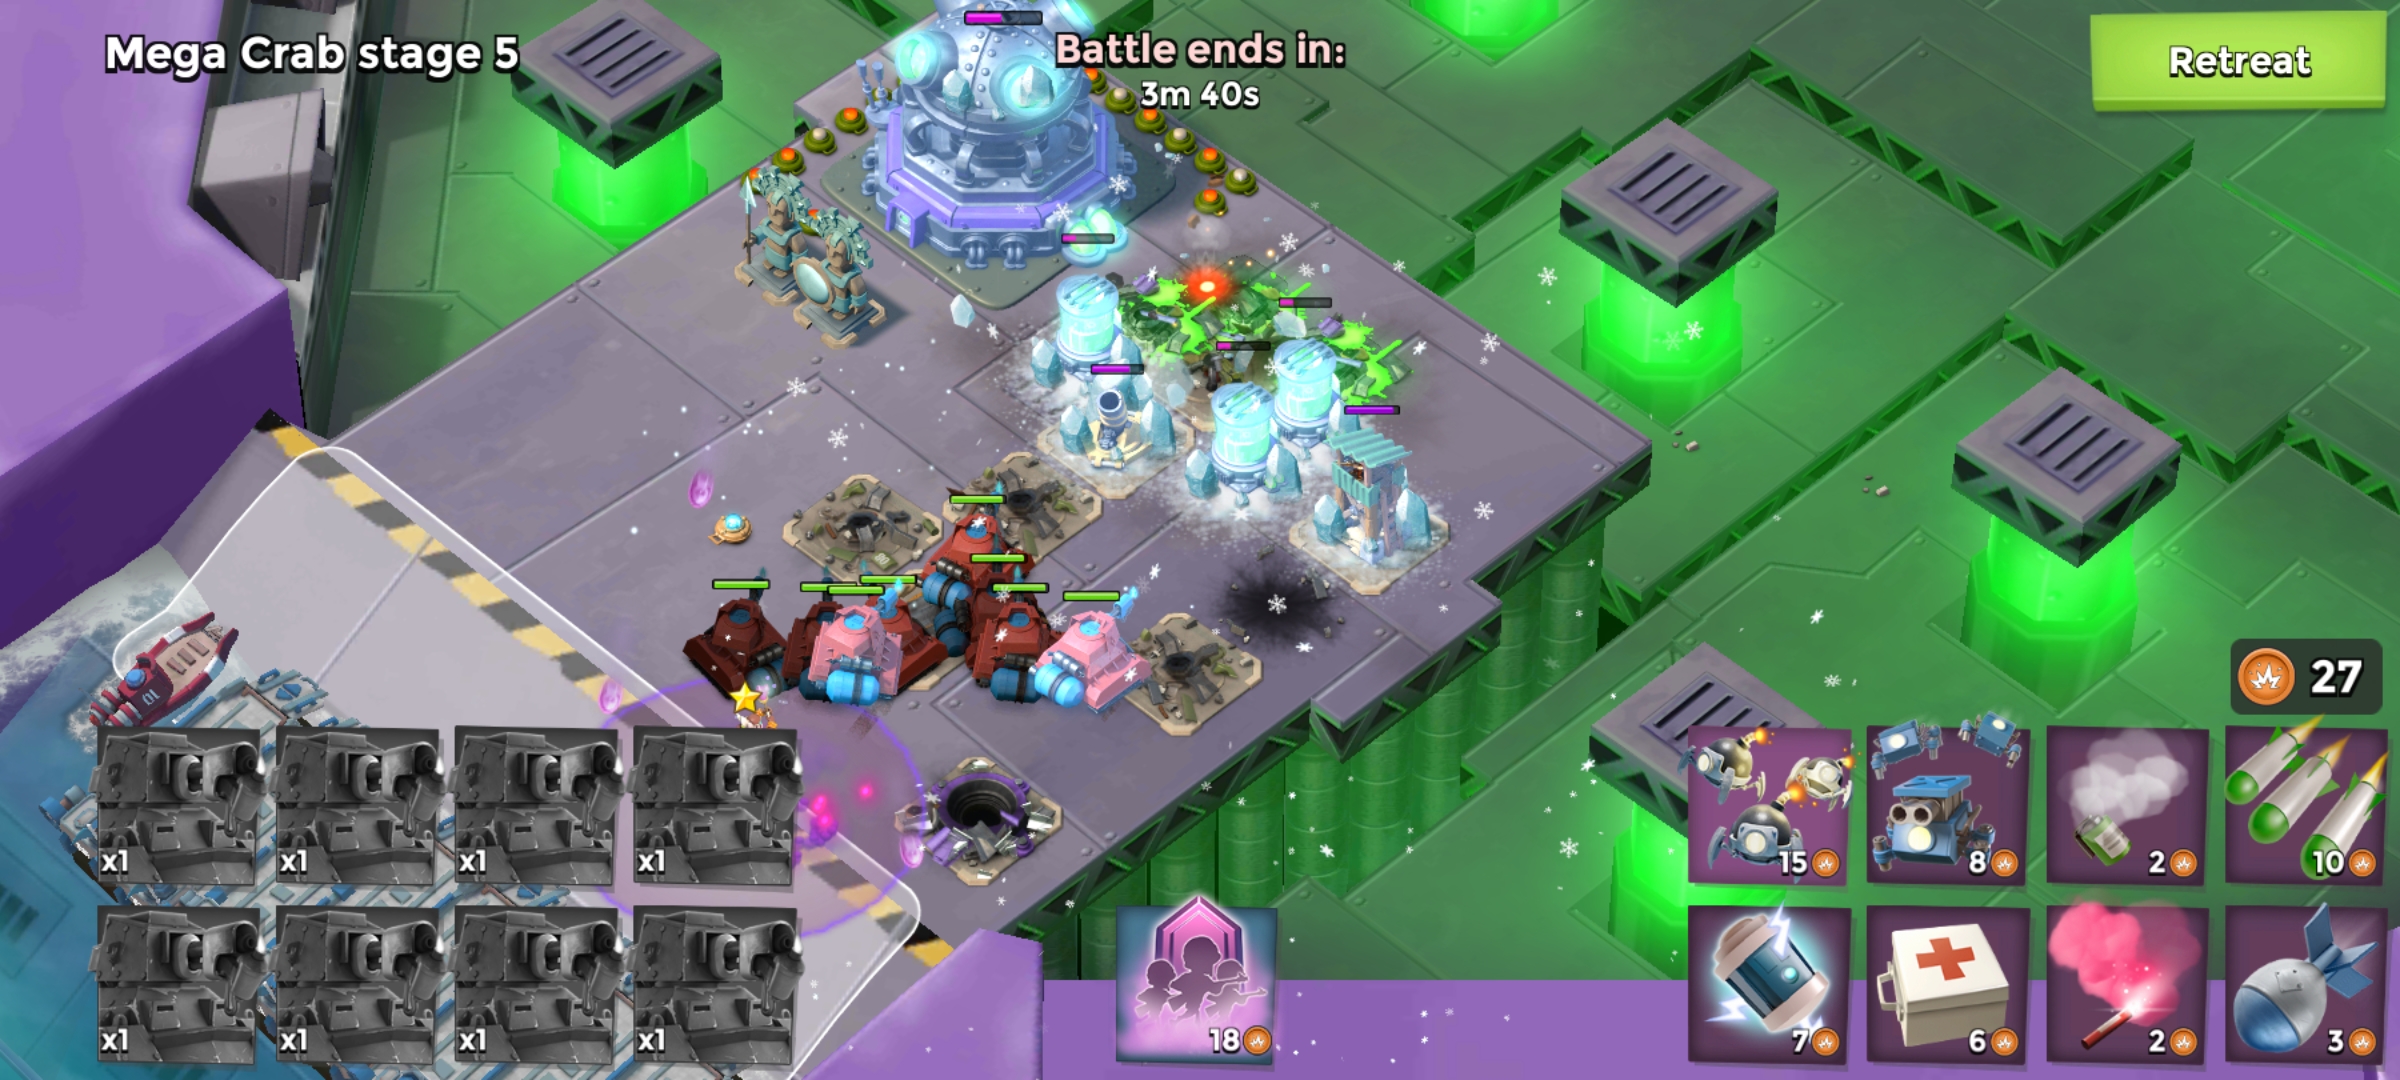 Mega Crab stage 5
Battle ends in:
3m 40s
Retreat
27
x1 x1 x1 x1
15 8 2 10
x1 x1 x1 x1
18
7 6 2 3